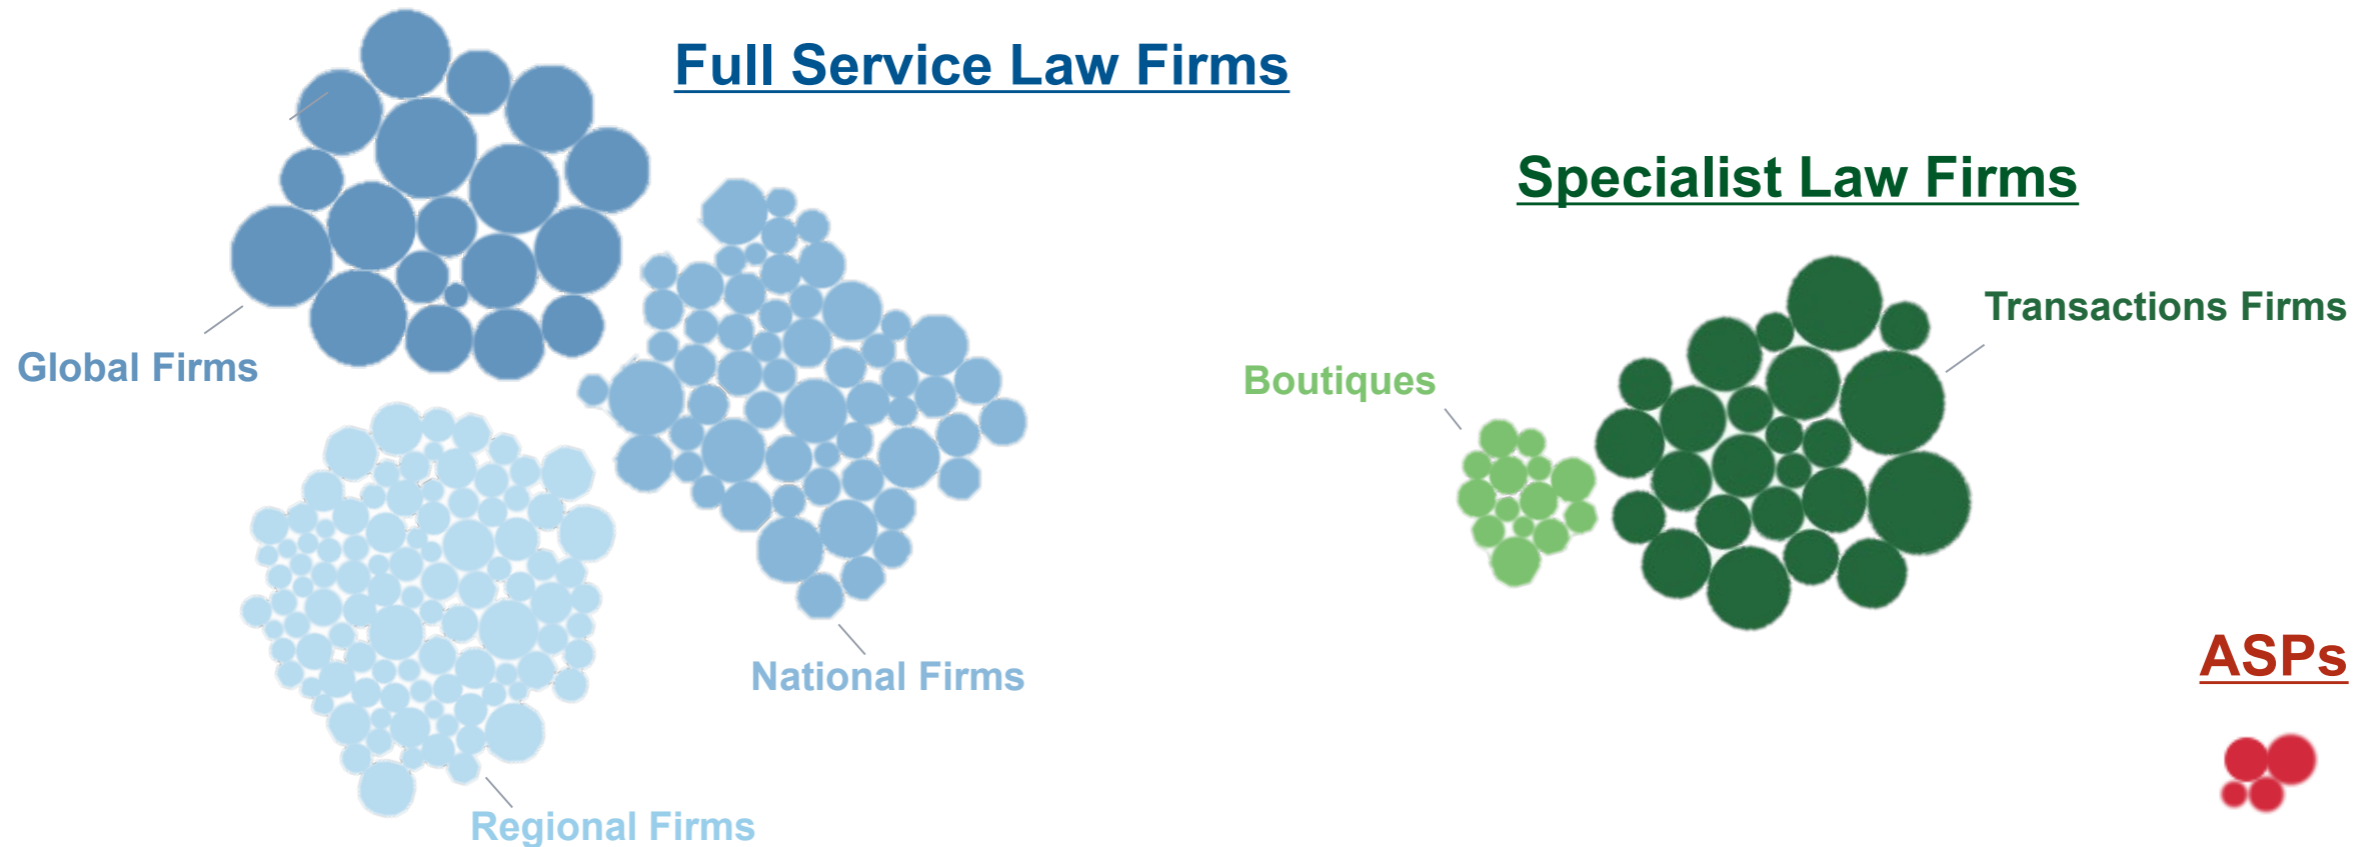 Full Service Law Firms
Specialist Law Firms
Transactions Firms
Global Firms
Boutiques
ASPs
National Firms
Regional Firms